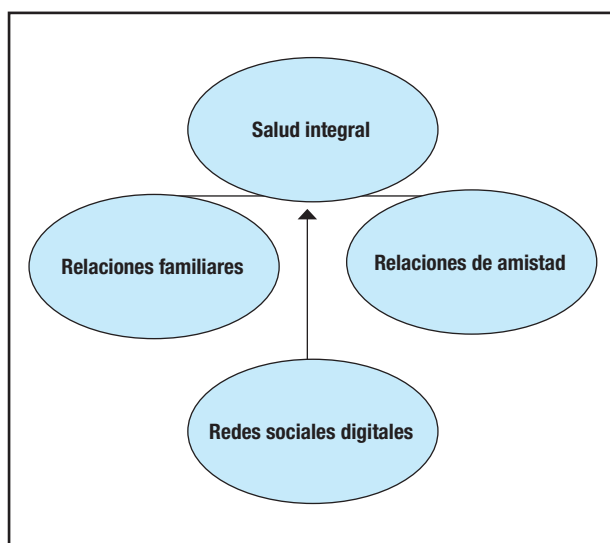 Salud integral
Relaciones familiares
Relaciones de amistad
Redes sociales digitales